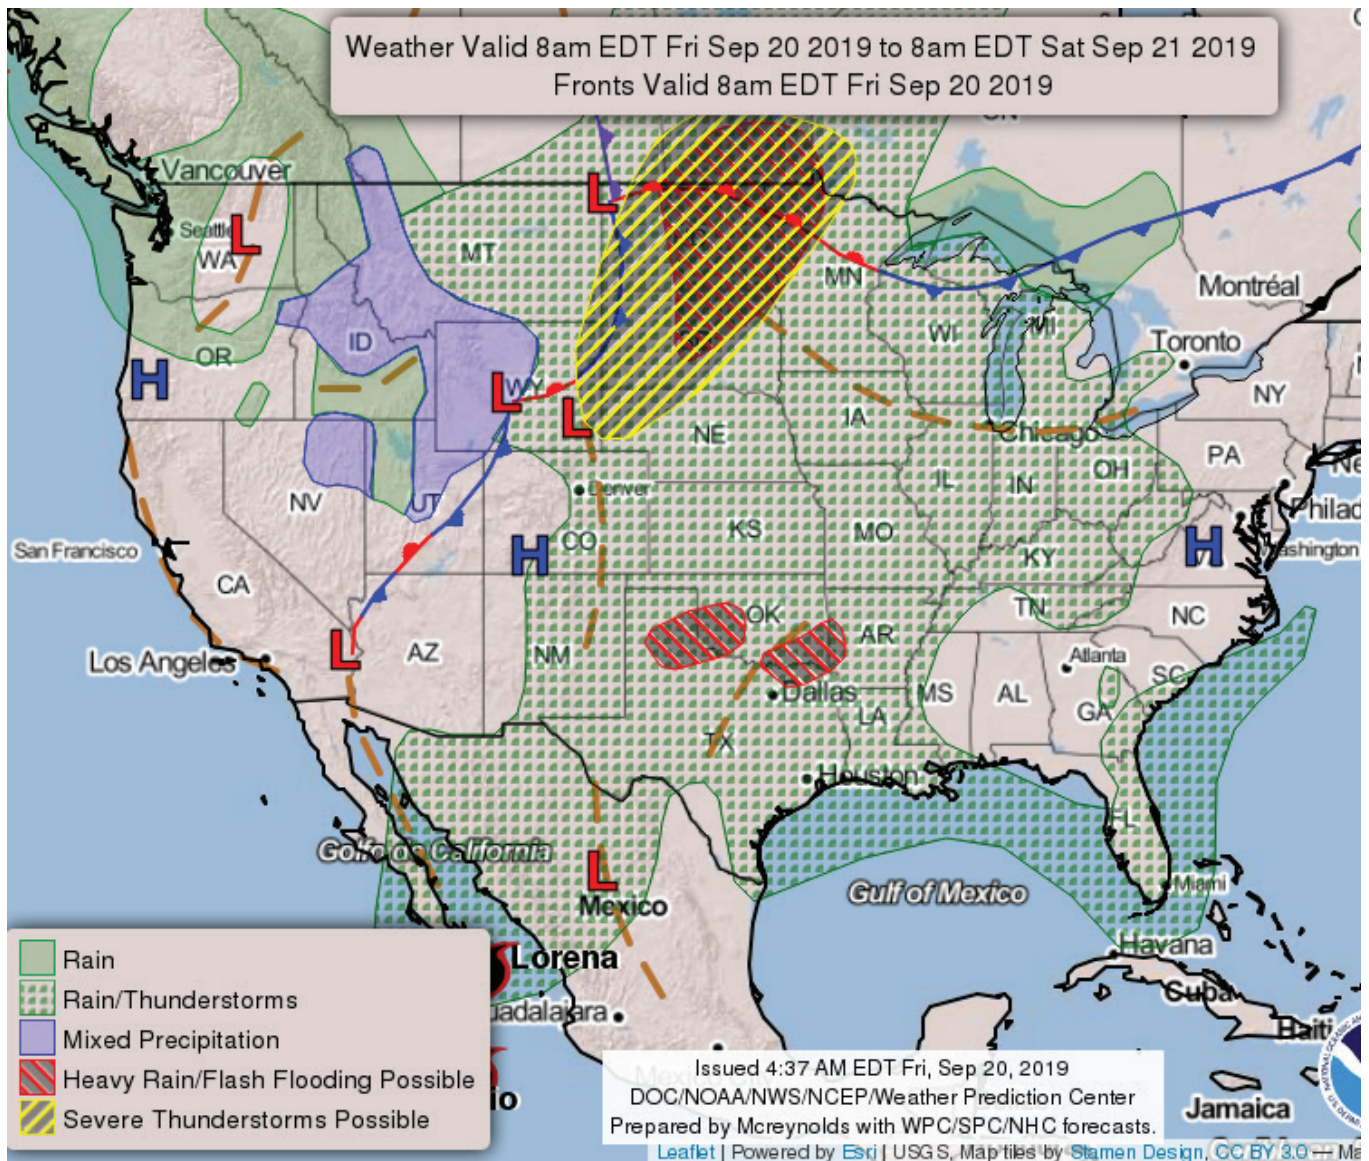 Weather Valid 8am EDT Fri Sep 20 2019 to 8am EDT Sat Sep 21 2019
Fronts Valid 8am EDT Fri Sep 20 2019
Vancouver
L
Seattle
L
WA
MT
MN
Montréal
OR
ID
WI
MI
Toronto
H
L
WY
L
NE
IA
Chicago
NY
PA
NV
UT
Denver
IL
IN
OH
San Francisco
H
CO
KS
MO
KY
H
Washington
CA
TN
NC
Los Angeles
L
AZ
NM
OK
AR
Atlanta
SC
Dallas
MS
AL
GA
LA
TX
Houston
FL
Golfo de California
L
Mexico
Gulf of Mexico
Miami
Lorena
Havana
Cuba
Haiti
uadalajara
io
Jamaica
Rain
Rain/Thunderstorms
Mixed Precipitation
Heavy Rain/Flash Flooding Possible
Severe Thunderstorms Possible
Issued 4:37 AM EDT Fri, Sep 20, 2019
DOC/NOAA/NWS/NCEP/Weather Prediction Center
Prepared by Mcreynolds with WPC/SPC/NHC forecasts.
Leaflet | Powered by Esri | USGS, Map tiles by Stamen Design, CC BY 3.0 — Ma